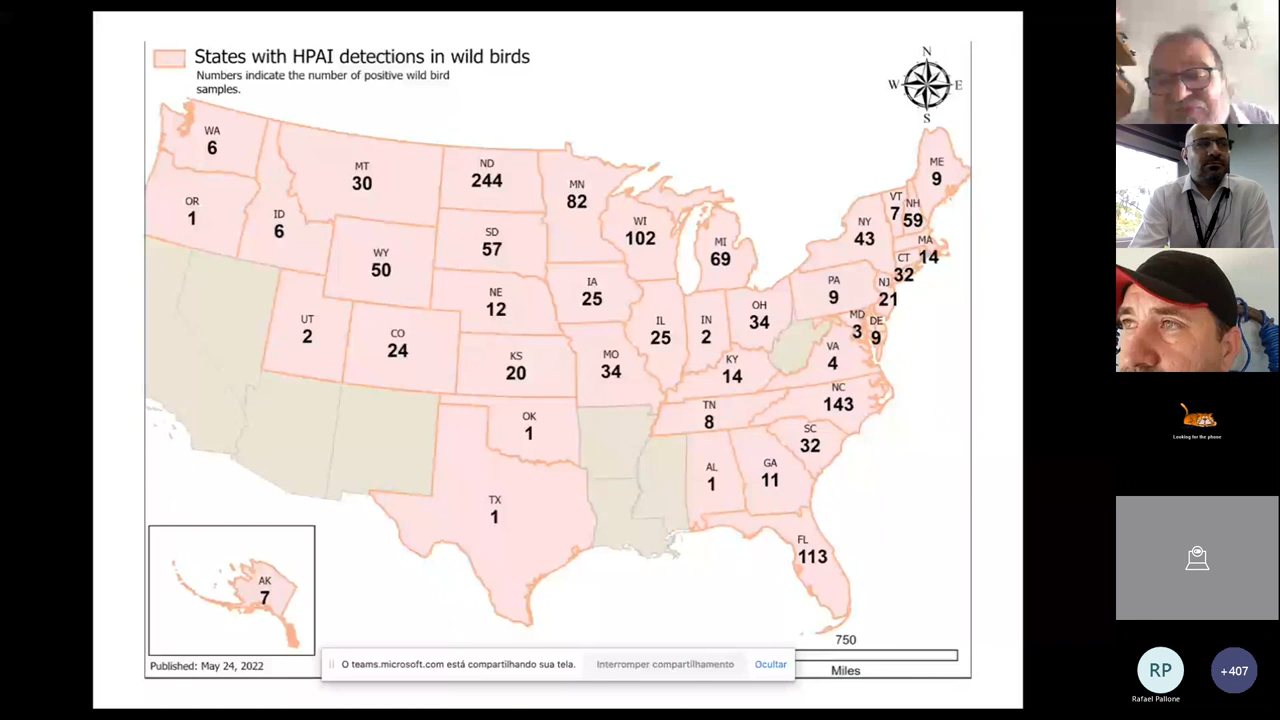 States with HPAI detections in wild birds
Numbers indicate the number of positive wild bird
samples.
N
W
E
S
WA
6
MT
30
ND
244
MN
82
ME
9
OR
1
ID
6
WY
50
SD
57
WI
102
MI
69
NY
43
VT
7
NH
59
MA
14
CT
32
NJ
21
PA
9
NE
12
IA
25
IL
25
IN
2
OH
34
MD
3
DE
9
UT
2
CO
24
KS
20
MO
34
KY
14
VA
4
OK
1
TN
8
NC
143
SC
32
TX
1
AL
1
GA
11
FL
113
AK
7
Published: May 24, 2022
750
Miles
O teams.microsoft.com está compartilhando sua tela.
Interromper compartilhamento
Ocultar
Looking for the phone
RP
Rafael Pallone
+407